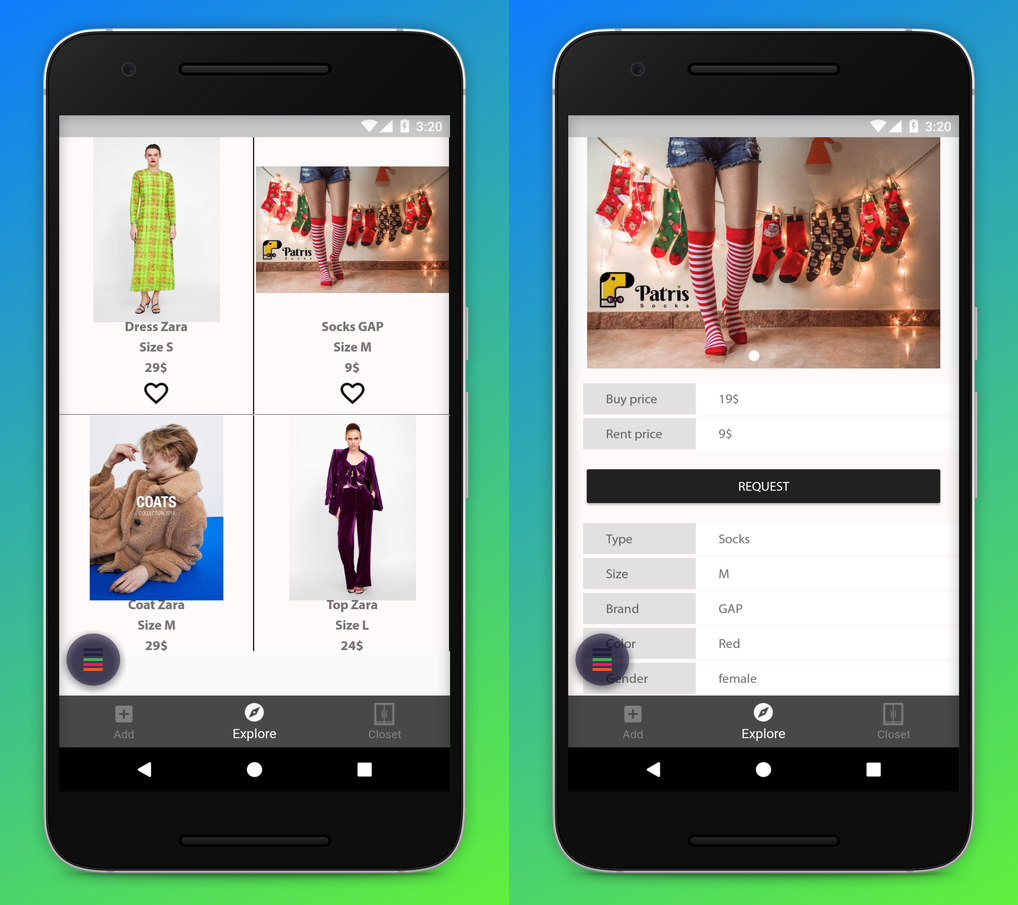 3:20
Patris
Socks
Dress Zara
Size S
29$
Socks GAP
Size M
9$
COATS
COLLECTION 2018
Coat Zara
Size M
29$
Top Zara
Size L
24$
Add
Explore
Closet
3:20
Patris
Socks
Buy price 19$
Rent price 9$
REQUEST
Type Socks
Size M
Brand GAP
Color Red
Gender female
Add
Explore
Closet